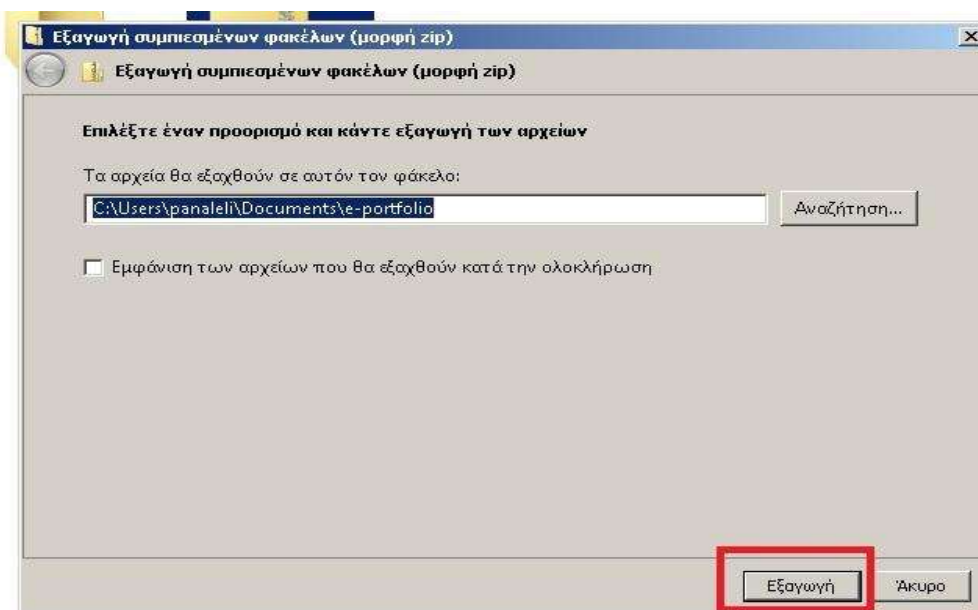 Εξαγωγή συμπιεσμένων φακέλων (μορφή zip)
Εξαγωγή συμπιεσμένων φακέλων (μορφή zip)
Επιλέξτε έναν προορισμό και κάντε εξαγωγή των αρχείων
Τα αρχεία θα εξαχθούν σε αυτόν τον φάκελο:
C:\Users\panaleli\Documents\e-portfolio Αναζήτηση...
Εμφάνιση των αρχείων που θα εξαχθούν κατά την ολοκλήρωση
Εξαγωγή Άκυρο